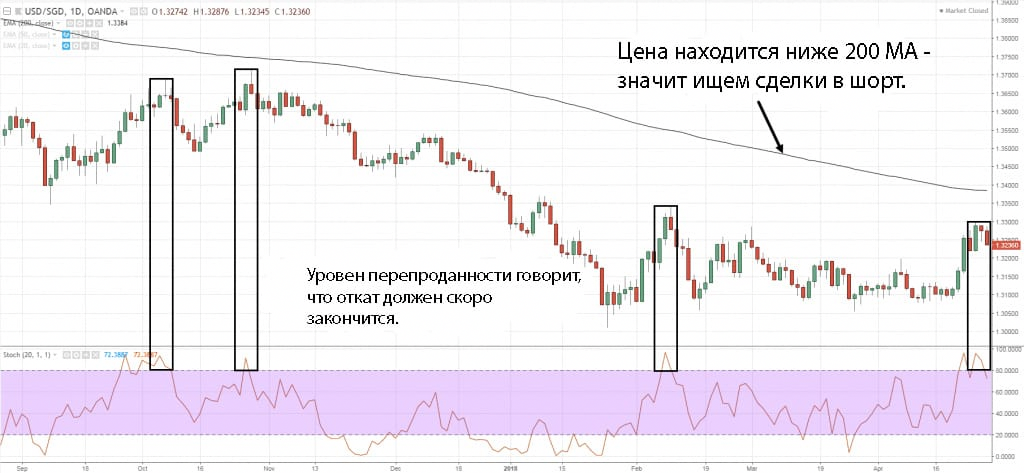 USD/SGD, 1D, OANDA O1.32742 H1.32876 L1.32345 C1.32360
Market Closed
EMA (200, close) 1.3384
EMA (50, close)
EMA (20, close)
Цена находится ниже 200 MA -
значит ищем сделки в шорт.
Уровен перепроданности говорит,
что откат должен скоро
закончится.
1.39000
1.38500
1.38000
1.37500
1.37000
1.36500
1.36000
1.35500
1.35000
1.34500
1.34000
1.33500
1.33000
1.32360
1.32000
1.31500
1.31000
1.30500
1.30000
Stoch (20, 1, 1) 72.3887 72.3887
100.0000
80.0000
60.0000
40.0000
20.0000
0.0000
Sep 18 Oct 16 Nov 13 Dec 18 2018 15 Feb 19 Mar 19 Apr 16